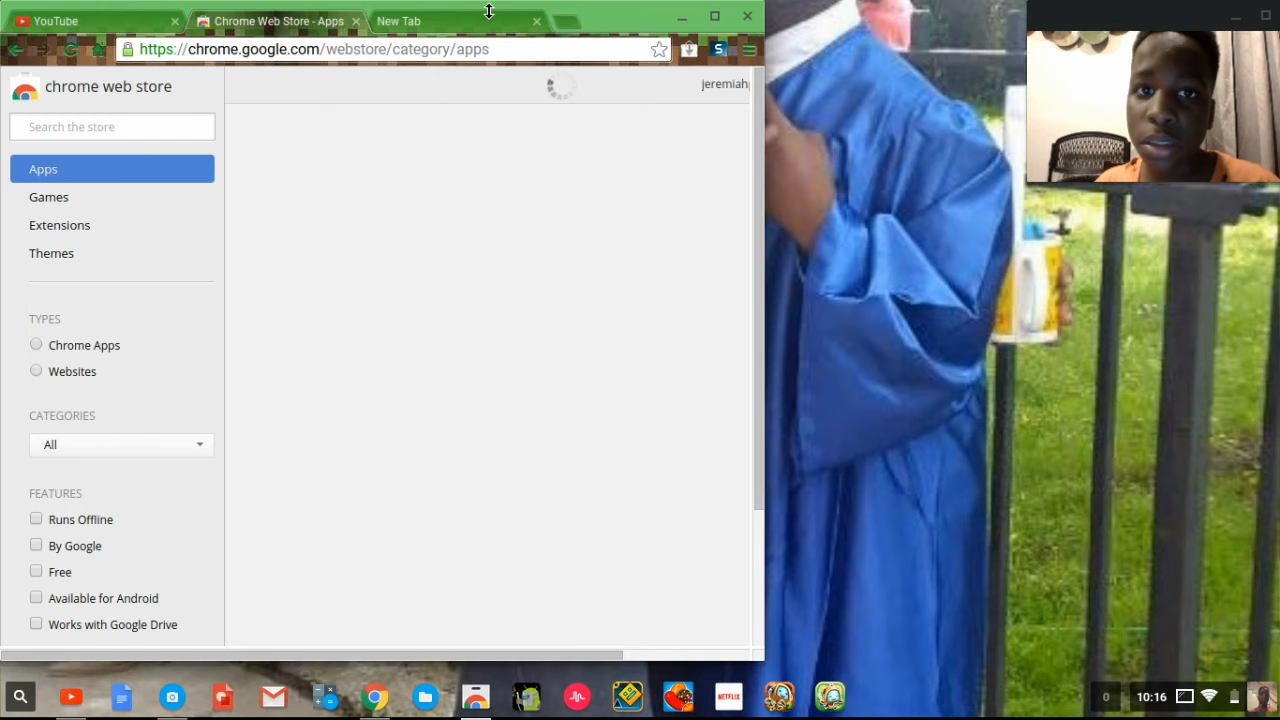 YouTube
Chrome Web Store - Apps
New Tab
https://chrome.google.com/webstore/category/apps
S
chrome web store
jeremiah
Search the store
Apps
Games
Extensions
Themes
TYPES
Chrome Apps
Websites
CATEGORIES
All
FEATURES
Runs Offline
By Google
Free
Available for Android
Works with Google Drive
NETFLIX
0
10:16